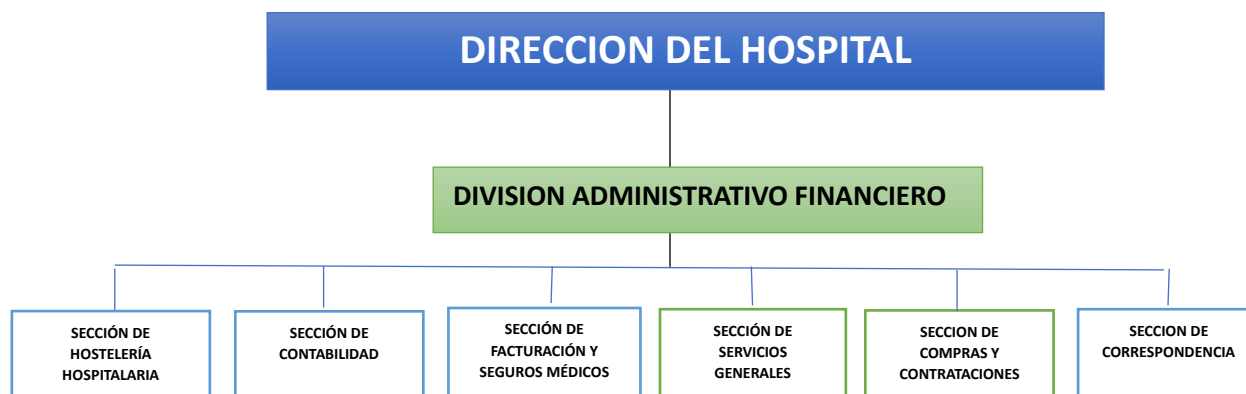 DIRECCION DEL HOSPITAL
DIVISION ADMINISTRATIVO FINANCIERO
SECCIÓN DE
HOSTELERÍA
HOSPITALARIA
SECCIÓN DE
CONTABILIDAD
SECCIÓN DE
FACTURACIÓN Y
SEGUROS MÉDICOS
SECCIÓN DE
SERVICIOS
GENERALES
SECCION DE
COMPRAS Y
CONTRATACIONES
SECCION DE
CORRESPONDENCIA